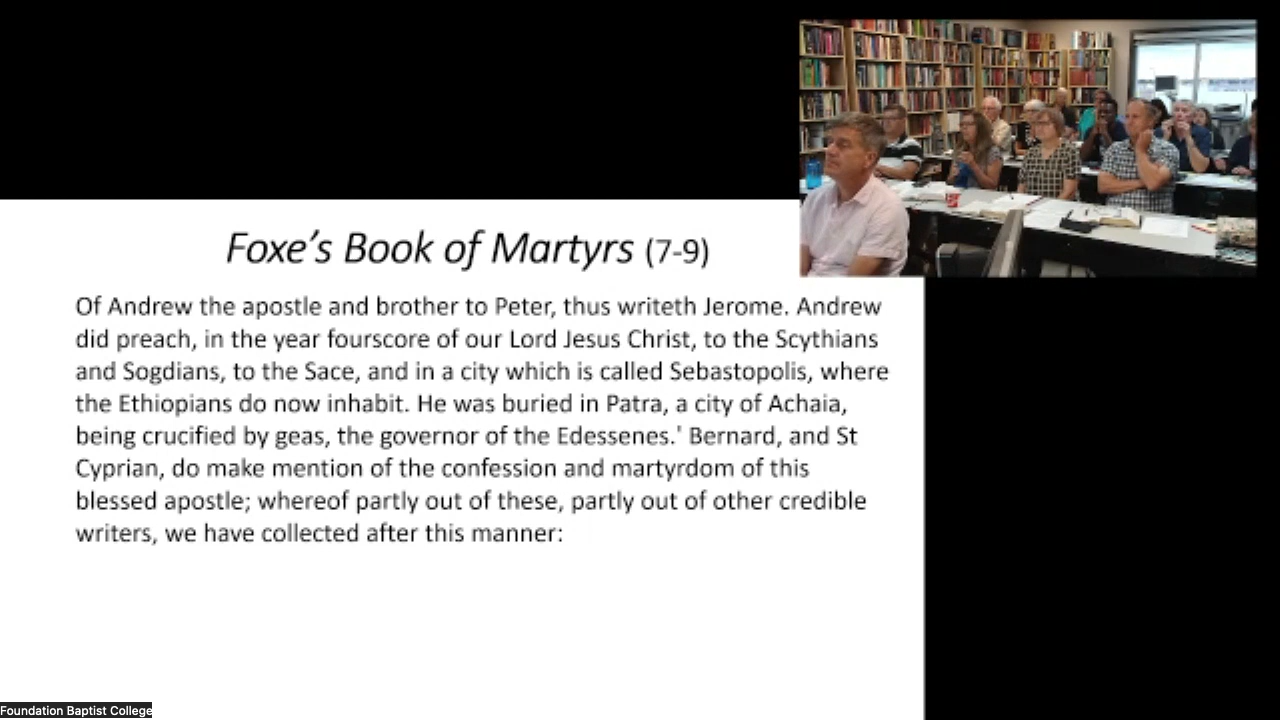 Foxe's Book of Martyrs (7-9)
Of Andrew the apostle and brother to Peter, thus writeth Jerome. Andrew
did preach, in the year fourscore of our Lord Jesus Christ, to the Scythians
and Sogdians, to the Sace, and in a city which is called Sebastopolis, where
the Ethiopians do now inhabit. He was buried in Patra, a city of Achaia,
being crucified by geas, the governor of the Edessenes.' Bernard, and St
Cyprian, do make mention of the confession and martyrdom of this
blessed apostle; whereof partly out of these, partly out of other credible
writers, we have collected after this manner:
Foundation Baptist College